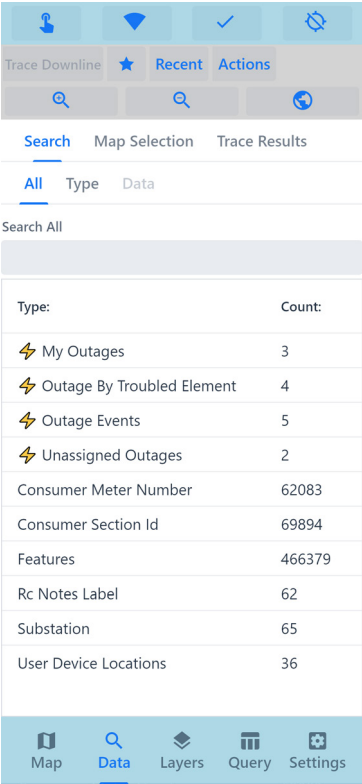 Trace Downline Recent Actions
Search Map Selection Trace Results
All Type Data
Search All
Type: Count:
My Outages 3
Outage By Troubled Element 4
Outage Events 5
Unassigned Outages 2
Consumer Meter Number 62083
Consumer Section Id 69894
Features 466379
Rc Notes Label 62
Substation 65
User Device Locations 36
Map Data Layers Query Settings